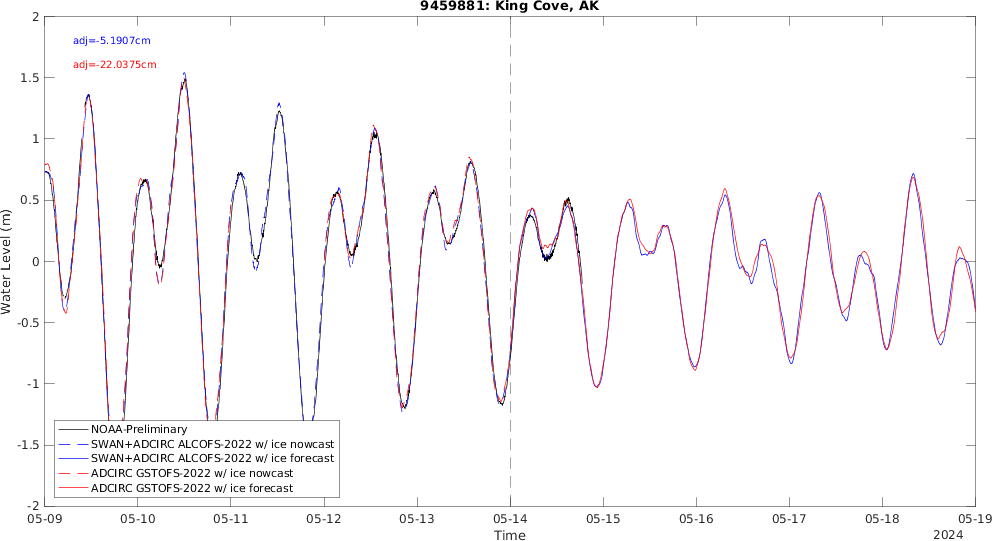 9459881: King Cove, AK
adj=-5.1907cm
adj=-22.0375cm
2
1.5
1
0.5
0
-0.5
-1
-1.5
-2
Water Level (m)
NOAA-Preliminary
SWAN+ADCIRC ALCOFS-2022 w/ ice nowcast
SWAN+ADCIRC ALCOFS-2022 w/ ice forecast
ADCIRC GSTOFS-2022 w/ ice nowcast
ADCIRC GSTOFS-2022 w/ ice forecast
05-09 05-10 05-11 05-12 05-13 05-14 05-15 05-16 05-17 05-18 05-19
Time
2024